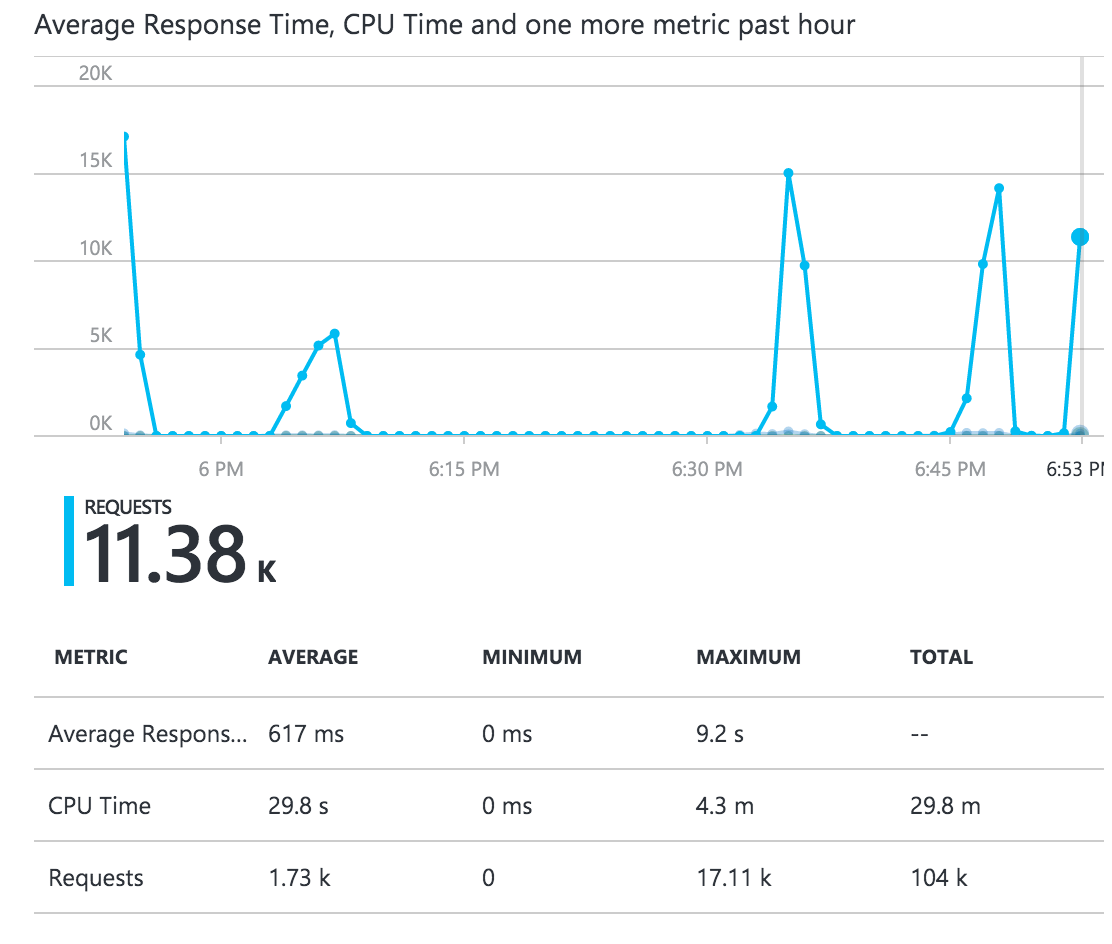 Average Response Time, CPU Time and one more metric past hour
20K
15K
10K
5K
0K
6 PM 6:15 PM 6:30 PM 6:45 PM 6:53 P
REQUESTS
11.38 K
METRIC AVERAGE MINIMUM MAXIMUM TOTAL
Average Respons... 617 ms 0 ms 9.2 s --
CPU Time 29.8 s 0 ms 4.3 m 29.8 m
Requests 1.73 k 0 17.11 k 104 k